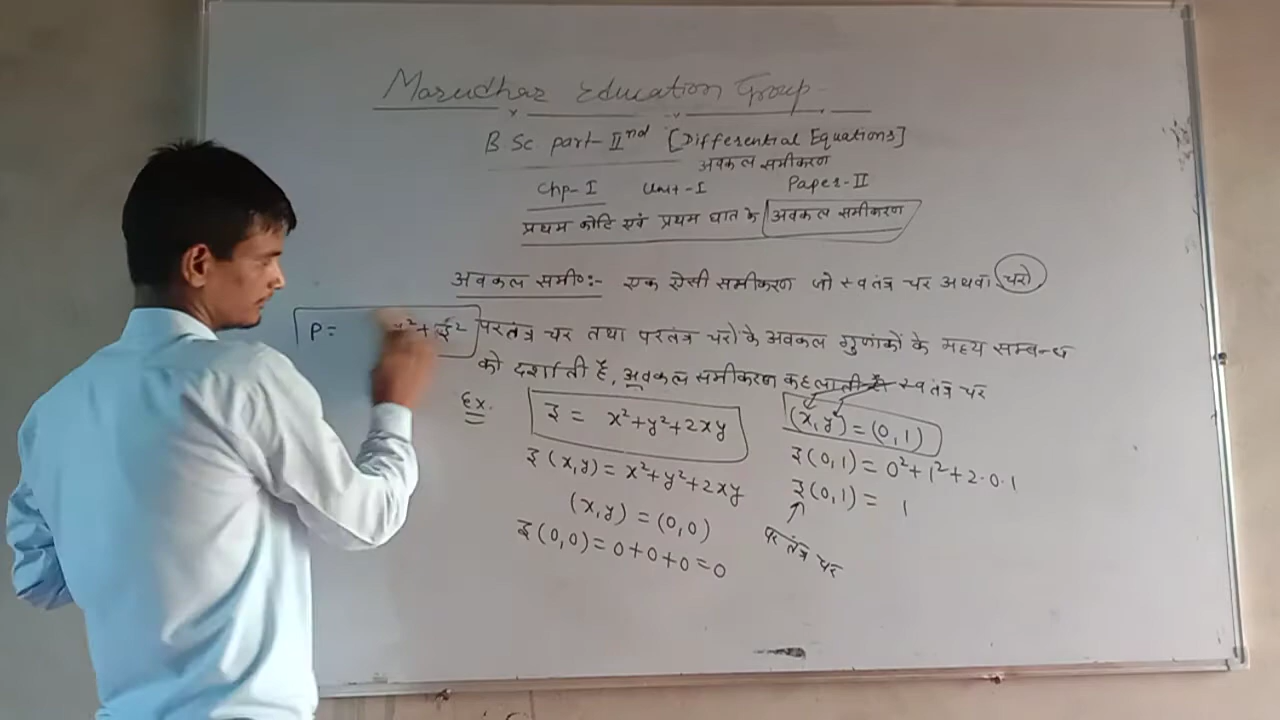 Marudhar Education Group
B.Sc. part-IInd [Differential Equations]
अवकल समीकरण
Chp-I Unit-I Paper-II
प्रथम कोटि एवं प्रथम घात के अवकल समीकरण
अवकल समी०:- एक ऐसी समीकरण जो स्वतंत्र चर अथवा चरो
P= y²+z² परतंत्र चर तथा परतंत्र चरो के अवकल गुणांकों के मध्य सम्बन्ध
को दर्शाती है, अवकल समीकरण कहलाती है स्वतंत्र चर
Ex. z = x²+y²+2xy (x,y)=(0,1)
z(x,y)=x²+y²+2xy z(0,1)=0²+1²+2·0·1
(x,y)=(0,0) z(0,1)= 1
z(0,0)=0+0+0=0 परतंत्र चर